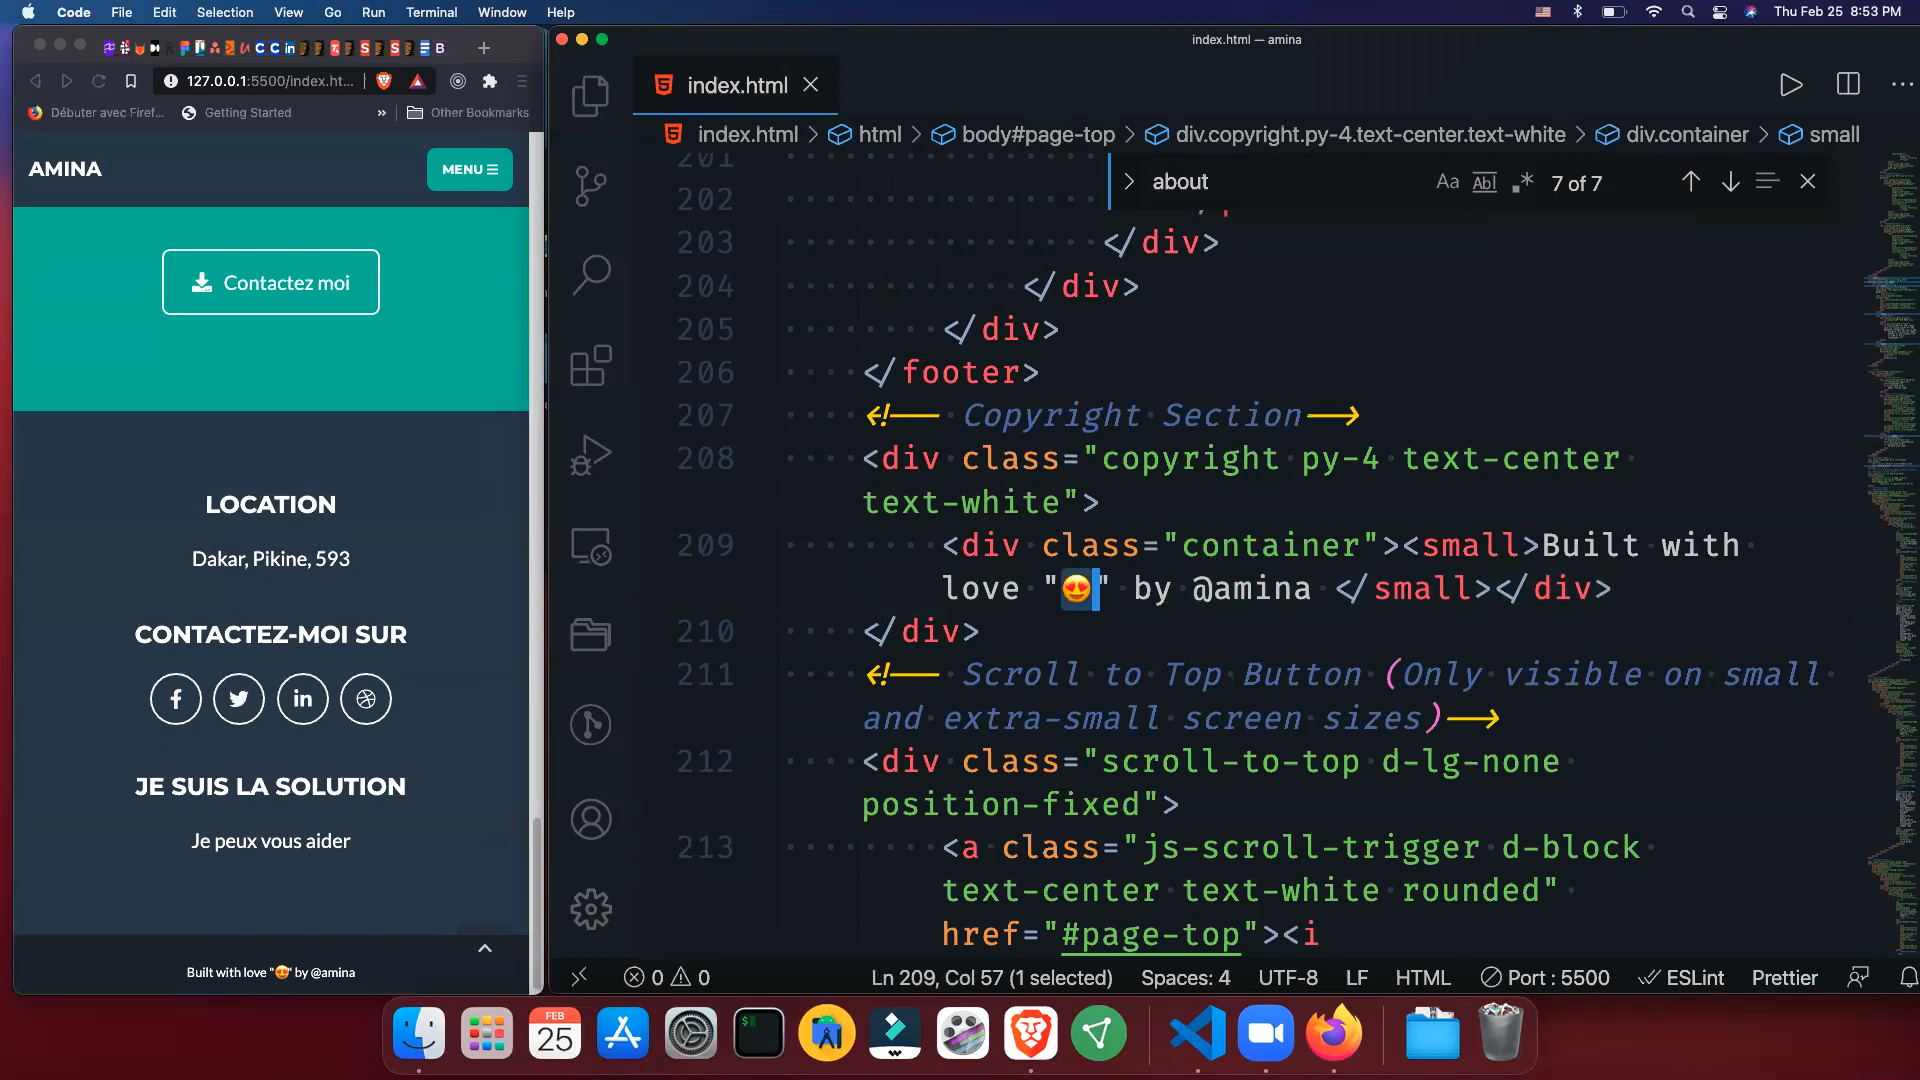 Code File Edit Selection View Go Run Terminal Window Help
Thu Feb 25 8:53 PM
127.0.0.1:5500/index.ht...
Débuter avec Firef...
Getting Started
»
Other Bookmarks
AMINA
MENU
Contactez moi
LOCATION
Dakar, Pikine, 593
CONTACTEZ-MOI SUR
JE SUIS LA SOLUTION
Je peux vous aider
Built with love "😍" by @amina
index.html — amina
index.html
index.html > html > body#page-top > div.copyright.py-4.text-center.text-white > div.container > small
about
Aa Abl .* 7 of 7
201
202
203 </div>
204 </div>
205 </div>
206 </footer>
207 <!-- Copyright Section-->
208 <div class="copyright py-4 text-center
text-white">
209 <div class="container"><small>Built with
love "😍" by @amina </small></div>
210 </div>
211 <!-- Scroll to Top Button (Only visible on small
and extra-small screen sizes)-->
212 <div class="scroll-to-top d-lg-none
position-fixed">
213 <a class="js-scroll-trigger d-block
text-center text-white rounded"
href="#page-top"><i
0 0
Ln 209, Col 57 (1 selected) Spaces: 4 UTF-8 LF HTML Port : 5500 ESLint Prettier
FEB
25